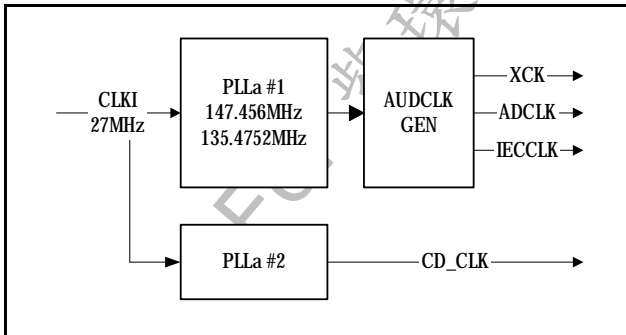 CLKI
27MHz
PLLa #1
147.456MHz
135.4752MHz
AUDCLK
GEN
XCK
ADCLK
IECCLK
PLLa #2
CD_CLK